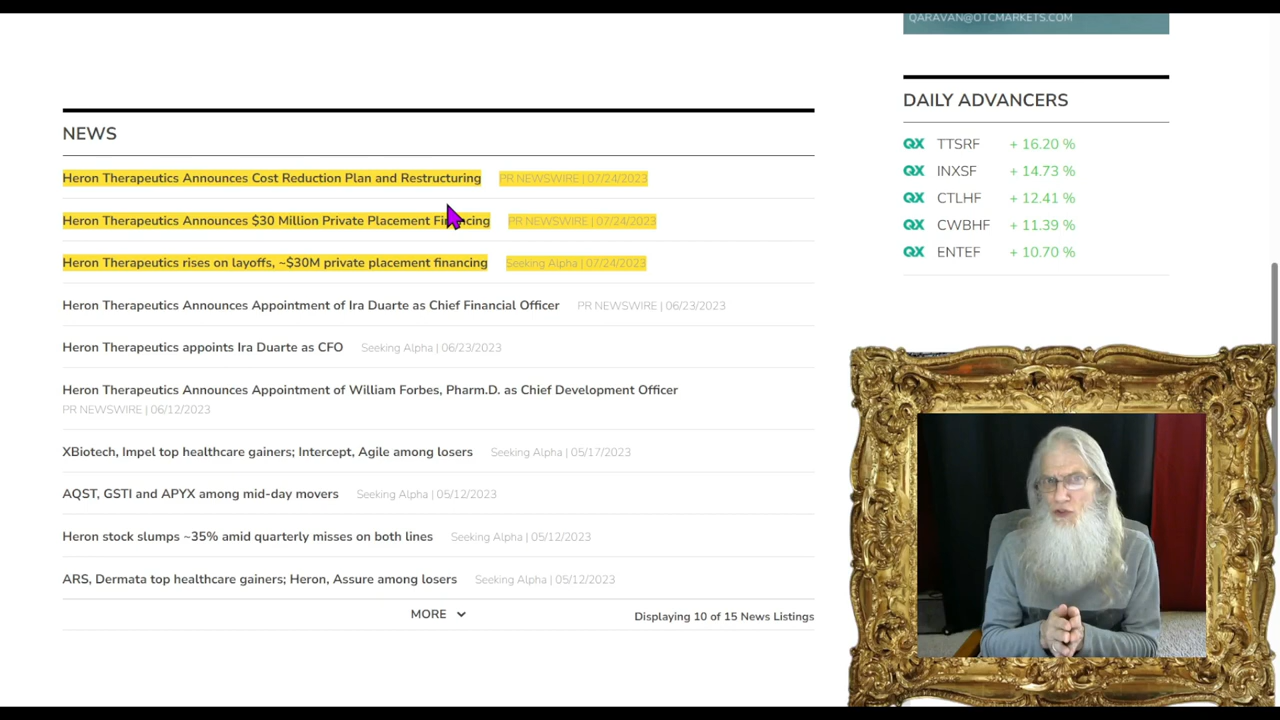 QARAVAN@OTCMARKETS.COM
NEWS
Heron Therapeutics Announces Cost Reduction Plan and Restructuring PR NEWSWIRE | 07/24/2023
Heron Therapeutics Announces $30 Million Private Placement Financing PR NEWSWIRE | 07/24/2023
Heron Therapeutics rises on layoffs, ~$30M private placement financing Seeking Alpha | 07/24/2023
Heron Therapeutics Announces Appointment of Ira Duarte as Chief Financial Officer PR NEWSWIRE | 06/23/2023
Heron Therapeutics appoints Ira Duarte as CFO Seeking Alpha | 06/23/2023
Heron Therapeutics Announces Appointment of William Forbes, Pharm.D. as Chief Development Officer
PR NEWSWIRE | 06/12/2023
XBiotech, Impel top healthcare gainers; Intercept, Agile among losers Seeking Alpha | 05/17/2023
AQST, GSTI and APYX among mid-day movers Seeking Alpha | 05/12/2023
Heron stock slumps ~35% amid quarterly misses on both lines Seeking Alpha | 05/12/2023
ARS, Dermata top healthcare gainers; Heron, Assure among losers Seeking Alpha | 05/12/2023
MORE
Displaying 10 of 15 News Listings
DAILY ADVANCERS
QX TTSRF + 16.20 %
QX INXSF + 14.73 %
QX CTLHF + 12.41 %
QX CWBHF + 11.39 %
QX ENTEF + 10.70 %